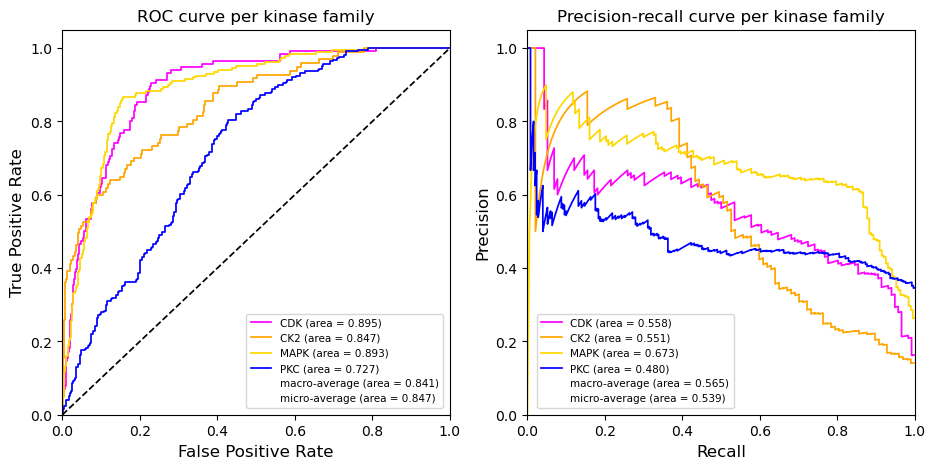 ROC curve per kinase family
1.0
0.8
0.6
0.4
0.2
0.0
True Positive Rate
0.0 0.2 0.4 0.6 0.8 1.0
False Positive Rate
CDK (area = 0.895)
CK2 (area = 0.847)
MAPK (area = 0.893)
PKC (area = 0.727)
macro-average (area = 0.841)
micro-average (area = 0.847)
Precision-recall curve per kinase family
1.0
0.8
0.6
0.4
0.2
0.0
Precision
0.0 0.2 0.4 0.6 0.8 1.0
Recall
CDK (area = 0.558)
CK2 (area = 0.551)
MAPK (area = 0.673)
PKC (area = 0.480)
macro-average (area = 0.565)
micro-average (area = 0.539)